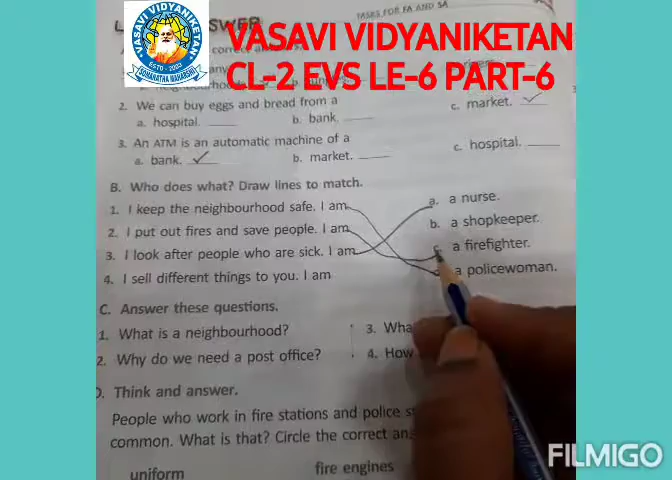 TASKS FOR FA AND SA
VASAVI VIDYANIKETAN
CL-2 EVS LE-6 PART-6
ESTD - 2003
correct
2. We can buy eggs and bread from a
a. hospital. b. bank. c. market.
3. An ATM is an automatic machine of a
a. bank. b. market. c. hospital.
B. Who does what? Draw lines to match.
1. I keep the neighbourhood safe. I am a. a nurse.
2. I put out fires and save people. I am b. a shopkeeper.
3. I look after people who are sick. I am c. a firefighter.
4. I sell different things to you. I am a policewoman.
C. Answer these questions.
1. What is a neighbourhood? 3. Wha
2. Why do we need a post office? 4. How
D. Think and answer.
People who work in fire stations and police s
common. What is that? Circle the correct ans
uniform fire engines
FILMIGO